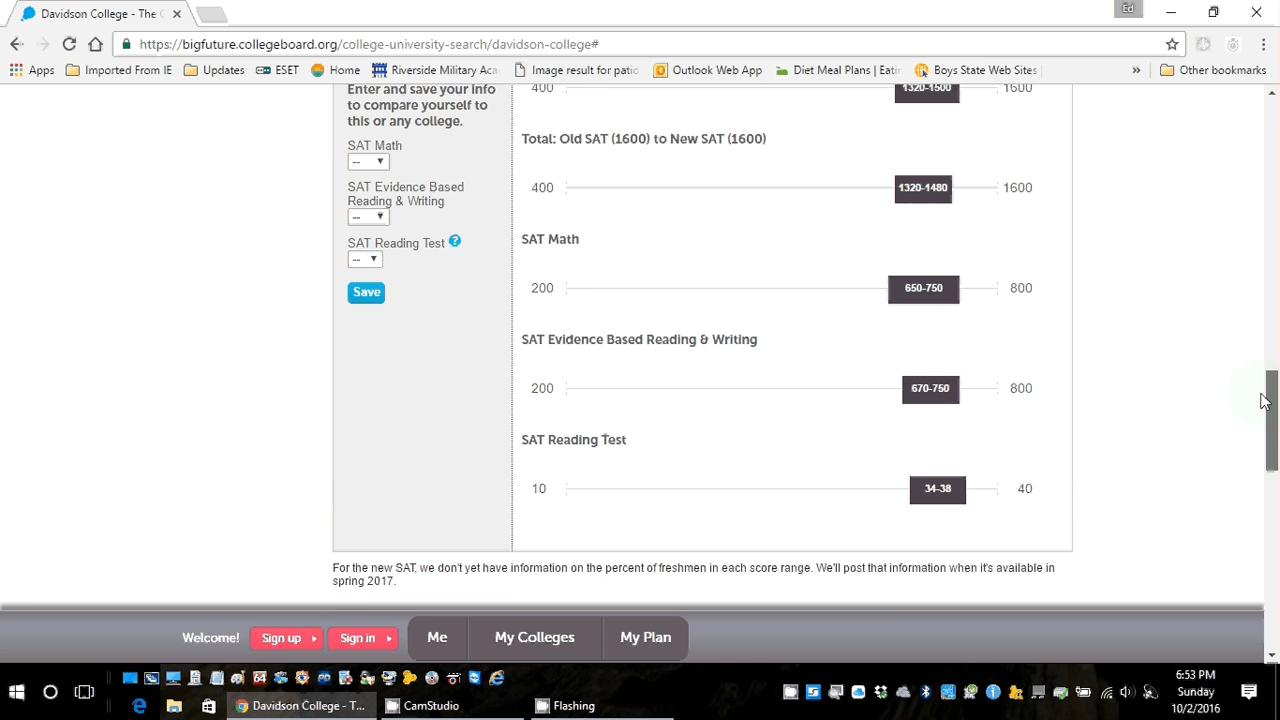 Davidson College - The C
Ed
https://bigfuture.collegeboard.org/college-university-search/davidson-college#
Apps Imported From IE Updates ESET Home Riverside Military Aca Image result for patio Outlook Web App Diet Meal Plans | Eatin Boys State Web Sites » Other bookmarks
Enter and save your info
to compare yourself to
this or any college.
SAT Math
--
SAT Evidence Based
Reading & Writing
--
SAT Reading Test ?
--
Save
400 1320-1500 1600
Total: Old SAT (1600) to New SAT (1600)
400 1320-1480 1600
SAT Math
200 650-750 800
SAT Evidence Based Reading & Writing
200 670-750 800
SAT Reading Test
10 34-38 40
For the new SAT, we don't yet have information on the percent of freshmen in each score range. We'll post that information when it's available in
spring 2017.
Welcome! Sign up Sign in Me My Colleges My Plan
6:53 PM
Sunday
10/2/2016
Davidson College - T... CamStudio Flashing